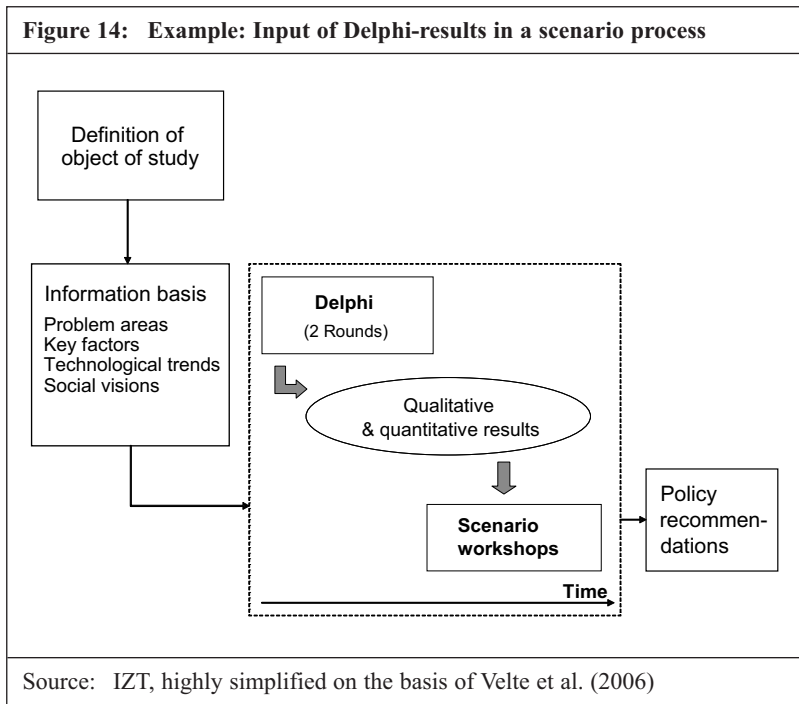 Figure 14: Example: Input of Delphi-results in a scenario process
Definition of
object of study
Information basis
Problem areas
Key factors
Technological trends
Social visions
Delphi
(2 Rounds)
Qualitative
& quantitative results
Scenario
workshops
Time
Policy
recommen-
dations
Source: IZT, highly simplified on the basis of Velte et al. (2006)